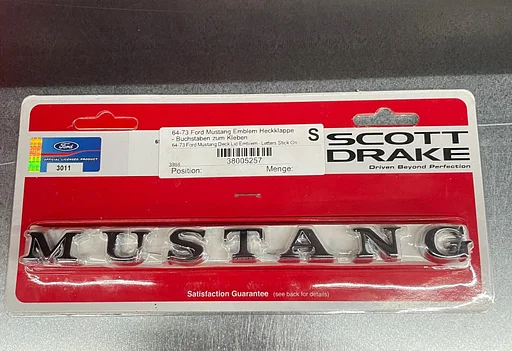 64-73 Ford Mustang Emblem Heckklappe
- Buchstaben zum Kleben
64-73 Ford Mustang Deck Lid Emblem - Letters Stick On
S
38005257
Position:
Menge:
Ford
OFFICIAL LICENSED PRODUCT
3011
SCOTT
DRAKE
Driven Beyond Perfection
MUSTANG
Satisfaction Guarantee (see back for details)